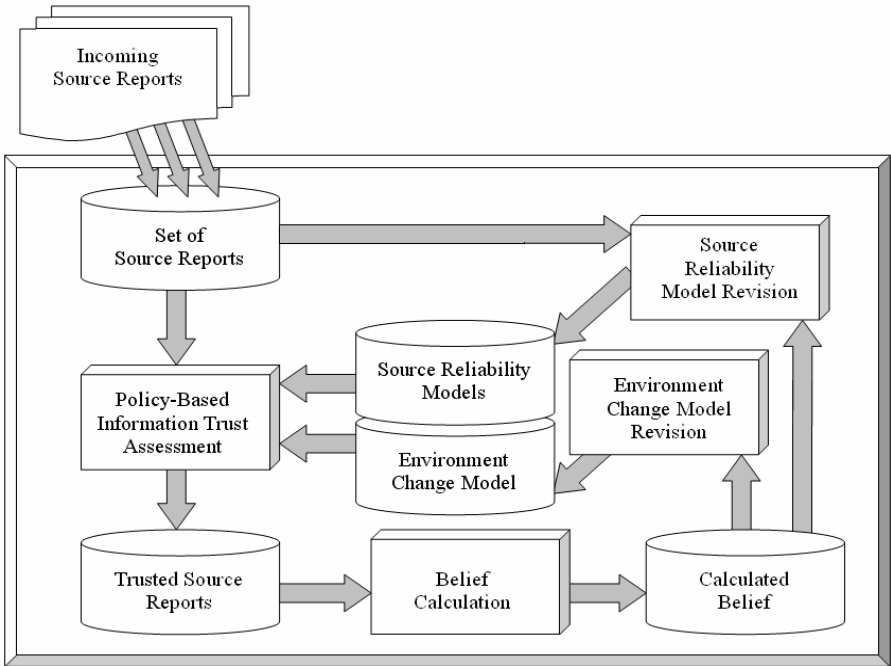 Incoming
Source Reports
Set of
Source Reports
Source
Reliability
Model Revision
Source Reliability
Models
Environment
Change Model
Revision
Policy-Based
Information Trust
Assessment
Environment
Change Model
Trusted Source
Reports
Belief
Calculation
Calculated
Belief